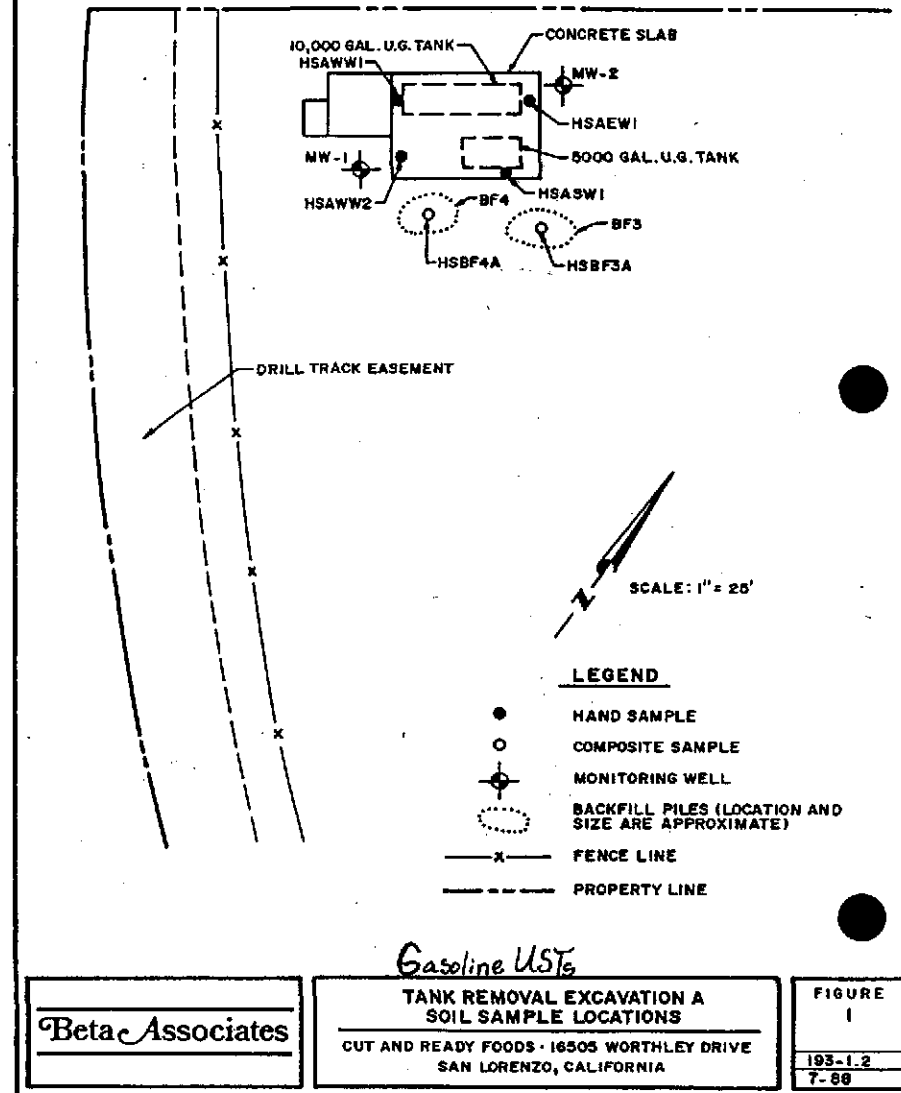 10,000 GAL. U.G. TANK
CONCRETE SLAB
HSAWW1
MW-2
HSAEW1
MW-1
5000 GAL. U.G. TANK
HSAWW2
HSASW1
BF4
BF3
HSBF4A
HSBF3A
DRILL TRACK EASEMENT
N
SCALE: 1" = 25'
LEGEND
HAND SAMPLE
COMPOSITE SAMPLE
MONITORING WELL
BACKFILL PILES (LOCATION AND
SIZE ARE APPROXIMATE)
x FENCE LINE
PROPERTY LINE
Gasoline USTs
Beta Associates
TANK REMOVAL EXCAVATION A
SOIL SAMPLE LOCATIONS
CUT AND READY FOODS • 16505 WORTHLEY DRIVE
SAN LORENZO, CALIFORNIA
FIGURE
1
193-1.2
7-88